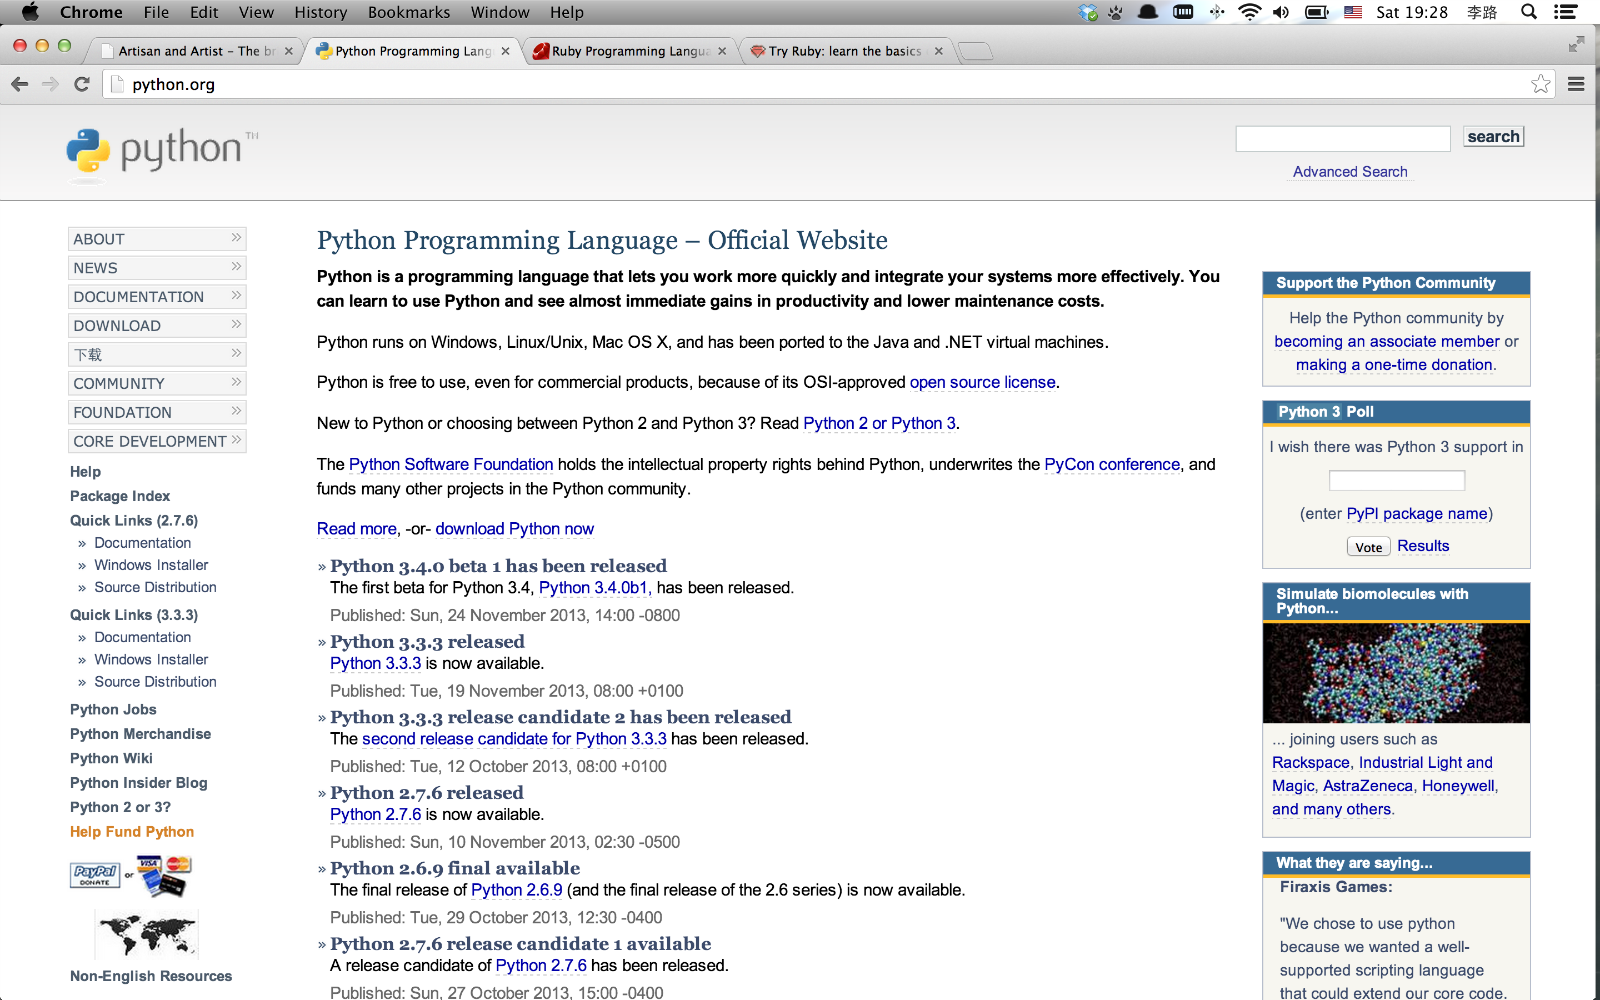 Chrome File Edit View History Bookmarks Window Help Sat 19:28 李路
Artisan and Artist – The br
Python Programming Lang
Ruby Programming Langua
Try Ruby: learn the basics
python.org
python™
search
Advanced Search
ABOUT »
NEWS »
DOCUMENTATION »
DOWNLOAD »
下载 »
COMMUNITY »
FOUNDATION »
CORE DEVELOPMENT »
Help
Package Index
Quick Links (2.7.6)
» Documentation
» Windows Installer
» Source Distribution
Quick Links (3.3.3)
» Documentation
» Windows Installer
» Source Distribution
Python Jobs
Python Merchandise
Python Wiki
Python Insider Blog
Python 2 or 3?
Help Fund Python
PayPal DONATE or VISA MasterCard
Non-English Resources
Python Programming Language – Official Website
Python is a programming language that lets you work more quickly and integrate your systems more effectively. You
can learn to use Python and see almost immediate gains in productivity and lower maintenance costs.
Python runs on Windows, Linux/Unix, Mac OS X, and has been ported to the Java and .NET virtual machines.
Python is free to use, even for commercial products, because of its OSI-approved open source license.
New to Python or choosing between Python 2 and Python 3? Read Python 2 or Python 3.
The Python Software Foundation holds the intellectual property rights behind Python, underwrites the PyCon conference, and
funds many other projects in the Python community.
Read more, -or- download Python now
» Python 3.4.0 beta 1 has been released
The first beta for Python 3.4, Python 3.4.0b1, has been released.
Published: Sun, 24 November 2013, 14:00 -0800
» Python 3.3.3 released
Python 3.3.3 is now available.
Published: Tue, 19 November 2013, 08:00 +0100
» Python 3.3.3 release candidate 2 has been released
The second release candidate for Python 3.3.3 has been released.
Published: Tue, 12 October 2013, 08:00 +0100
» Python 2.7.6 released
Python 2.7.6 is now available.
Published: Sun, 10 November 2013, 02:30 -0500
» Python 2.6.9 final available
The final release of Python 2.6.9 (and the final release of the 2.6 series) is now available.
Published: Tue, 29 October 2013, 12:30 -0400
» Python 2.7.6 release candidate 1 available
A release candidate of Python 2.7.6 has been released.
Published: Sun, 27 October 2013, 15:00 -0400
Support the Python Community
Help the Python community by
becoming an associate member or
making a one-time donation.
Python 3 Poll
I wish there was Python 3 support in
(enter PyPI package name)
Vote Results
Simulate biomolecules with
Python...
... joining users such as
Rackspace, Industrial Light and
Magic, AstraZeneca, Honeywell,
and many others.
What they are saying...
Firaxis Games:
"We chose to use python
because we wanted a well-
supported scripting language
that could extend our core code.